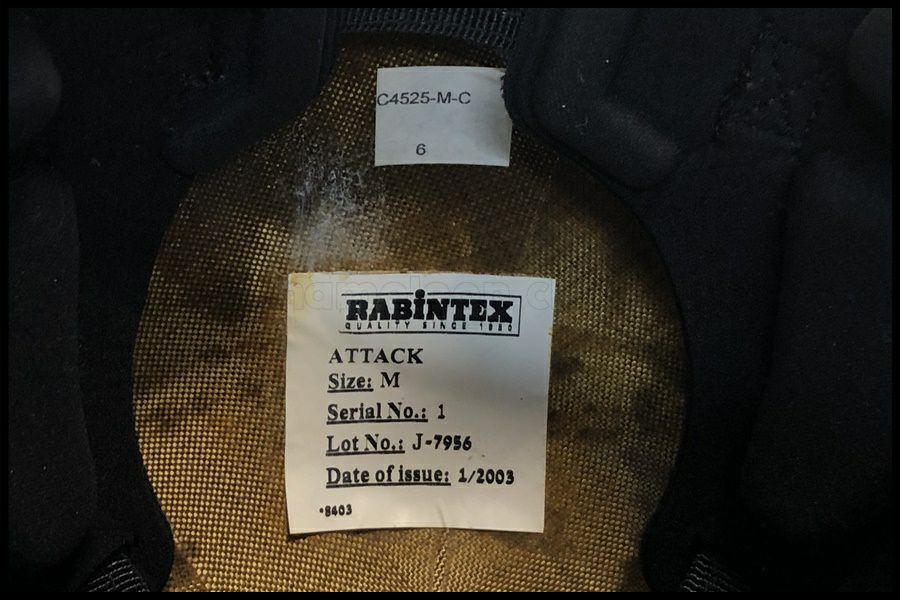 C4525-M-C
6
RABiNTEX
QUALITY SINCE 1950
ATTACK
Size: M
Serial No.: 1
Lot No.: J-7956
Date of issue: 1/2003
•8403